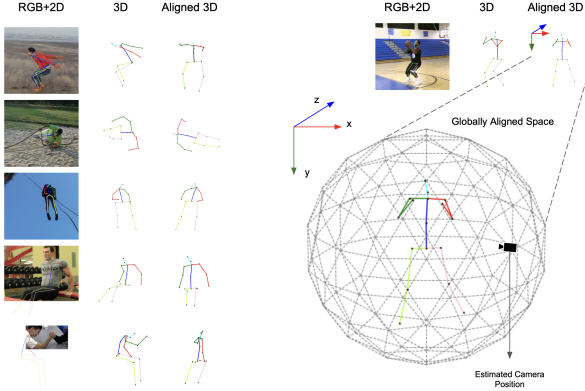 RGB+2D 3D Aligned 3D
RGB+2D 3D Aligned 3D
z
x
y
Globally Aligned Space
Estimated Camera
Position